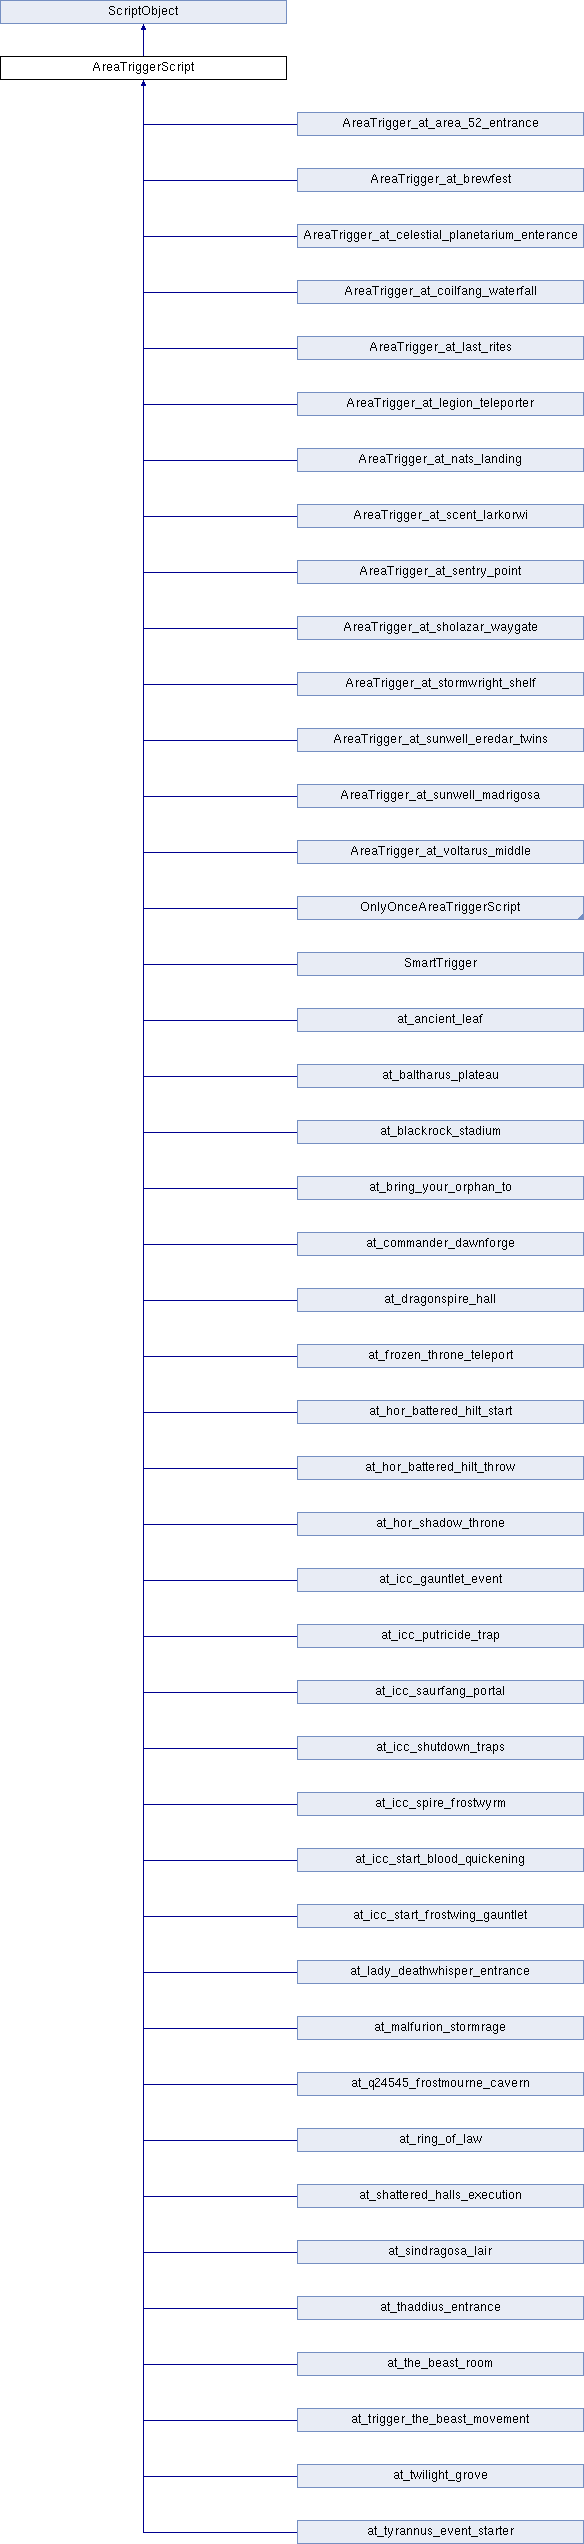 ScriptObject
AreaTriggerScript
AreaTrigger_at_area_52_entrance
AreaTrigger_at_brewfest
AreaTrigger_at_celestial_planetarium_enterance
AreaTrigger_at_coilfang_waterfall
AreaTrigger_at_last_rites
AreaTrigger_at_legion_teleporter
AreaTrigger_at_nats_landing
AreaTrigger_at_scent_larkorwi
AreaTrigger_at_sentry_point
AreaTrigger_at_sholazar_waygate
AreaTrigger_at_stormwright_shelf
AreaTrigger_at_sunwell_eredar_twins
AreaTrigger_at_sunwell_madrigosa
AreaTrigger_at_voltarus_middle
OnlyOnceAreaTriggerScript
SmartTrigger
at_ancient_leaf
at_baltharus_plateau
at_blackrock_stadium
at_bring_your_orphan_to
at_commander_dawnforge
at_dragonspire_hall
at_frozen_throne_teleport
at_hor_battered_hilt_start
at_hor_battered_hilt_throw
at_hor_shadow_throne
at_icc_gauntlet_event
at_icc_putricide_trap
at_icc_saurfang_portal
at_icc_shutdown_traps
at_icc_spire_frostwyrm
at_icc_start_blood_quickening
at_icc_start_frostwing_gauntlet
at_lady_deathwhisper_entrance
at_malfurion_stormrage
at_q24545_frostmourne_cavern
at_ring_of_law
at_shattered_halls_execution
at_sindragosa_lair
at_thaddius_entrance
at_the_beast_room
at_trigger_the_beast_movement
at_twilight_grove
at_tyrannus_event_starter